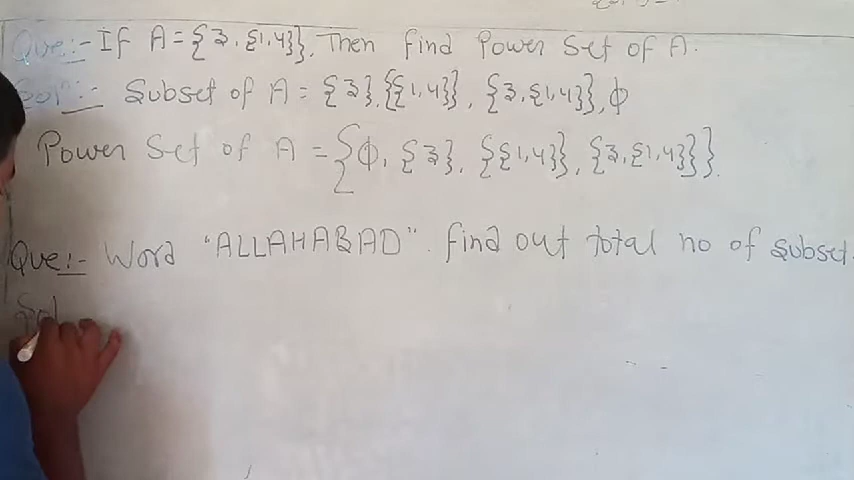 Que:- If A = {3, {1,4}}. Then find Power Set of A.
Solⁿ:- Subset of A = {3}, {{1,4}}, {3, {1,4}}, ϕ
Power Set of A = {ϕ, {3}, {{1,4}}, {3, {1,4}}}.
Que:- Word "ALLAHABAD". find out total no of subset.
Sol